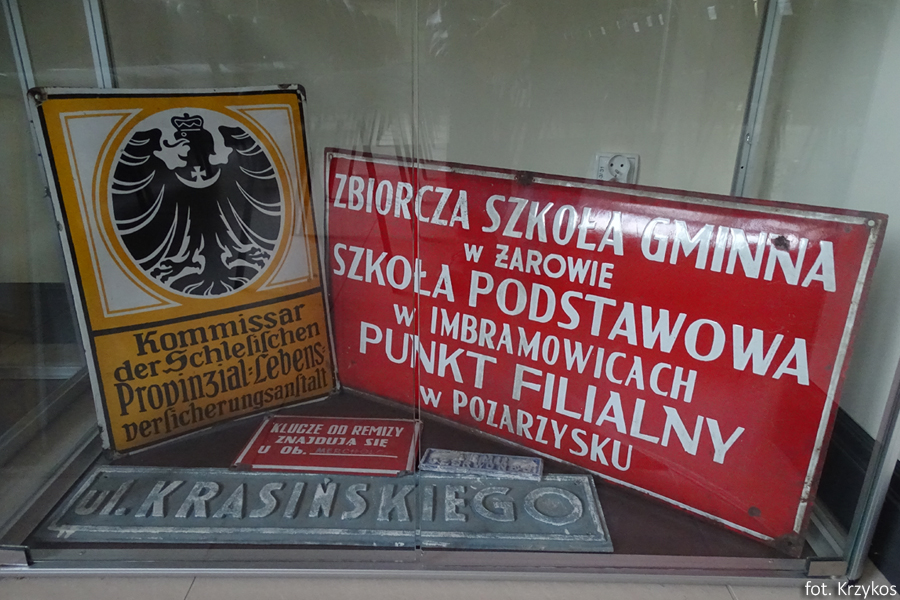 Kommissar
der Schlesischen
Provinzial-Lebens-
versicherungsanstalt
ZBIORCZA SZKOŁA GMINNA
w ŻAROWIE
SZKOŁA PODSTAWOWA
w IMBRAMOWICACH
PUNKT FILIALNY
w POŻARZYSKU
KLUCZE OD REMIZY
ZNAJDUJĄ SIĘ
U OB.
ul. KRASIŃSKIEGO
fot. Krzykos